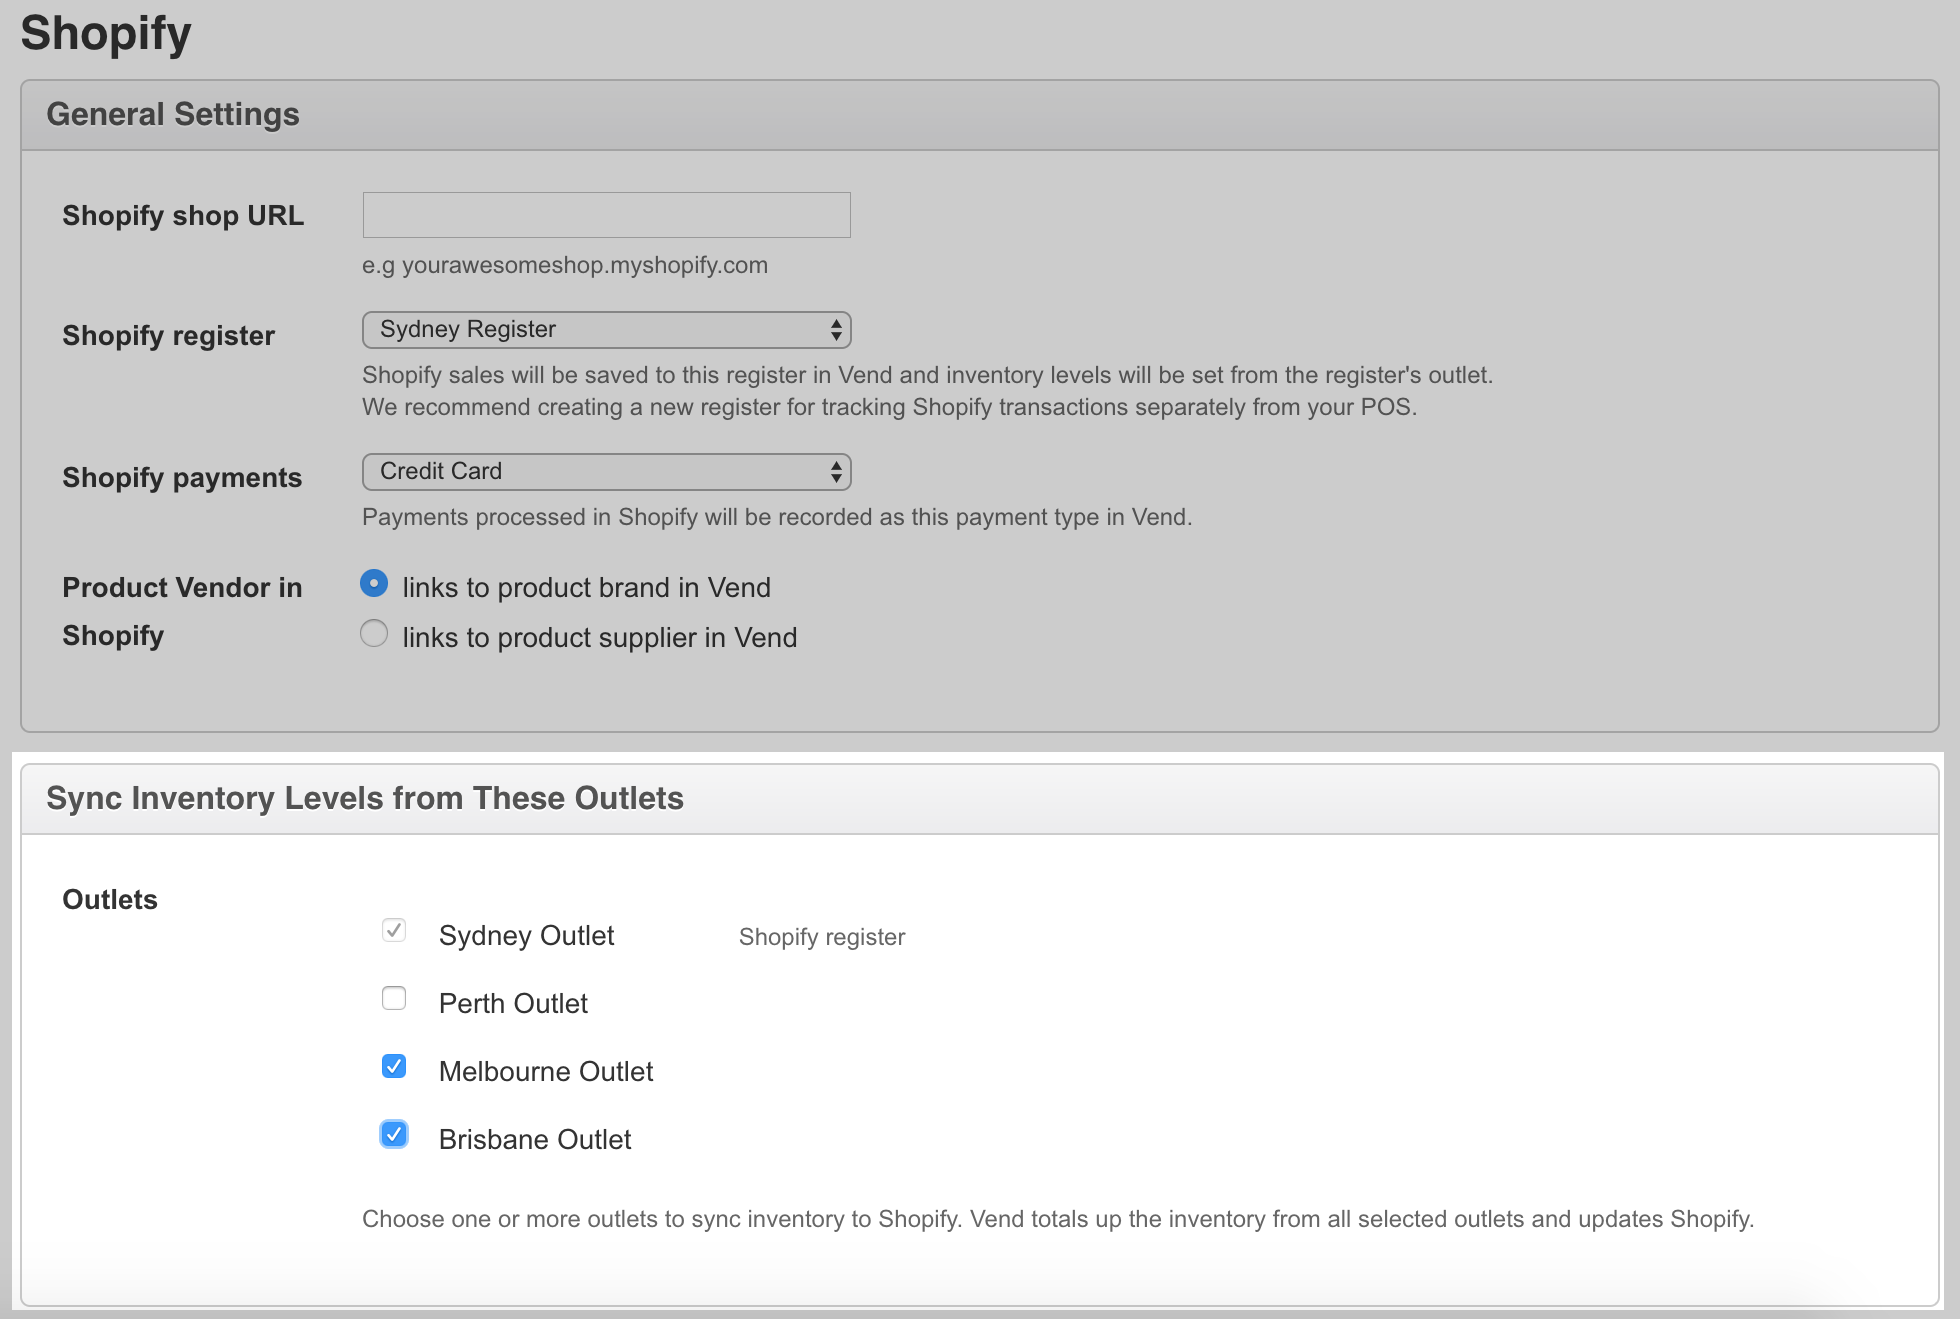 Shopify
General Settings
Shopify shop URL
e.g yourawesomeshop.myshopify.com
Shopify register
Sydney Register
Shopify sales will be saved to this register in Vend and inventory levels will be set from the register's outlet.
We recommend creating a new register for tracking Shopify transactions separately from your POS.
Shopify payments
Credit Card
Payments processed in Shopify will be recorded as this payment type in Vend.
Product Vendor in
Shopify
links to product brand in Vend
links to product supplier in Vend
Sync Inventory Levels from These Outlets
Outlets
Sydney Outlet Shopify register
Perth Outlet
Melbourne Outlet
Brisbane Outlet
Choose one or more outlets to sync inventory to Shopify. Vend totals up the inventory from all selected outlets and updates Shopify.